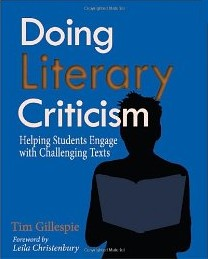 Doing
Literary
Criticism
Helping Students Engage
with Challenging Texts
Tim Gillespie
Foreword by
Leila Christenbury